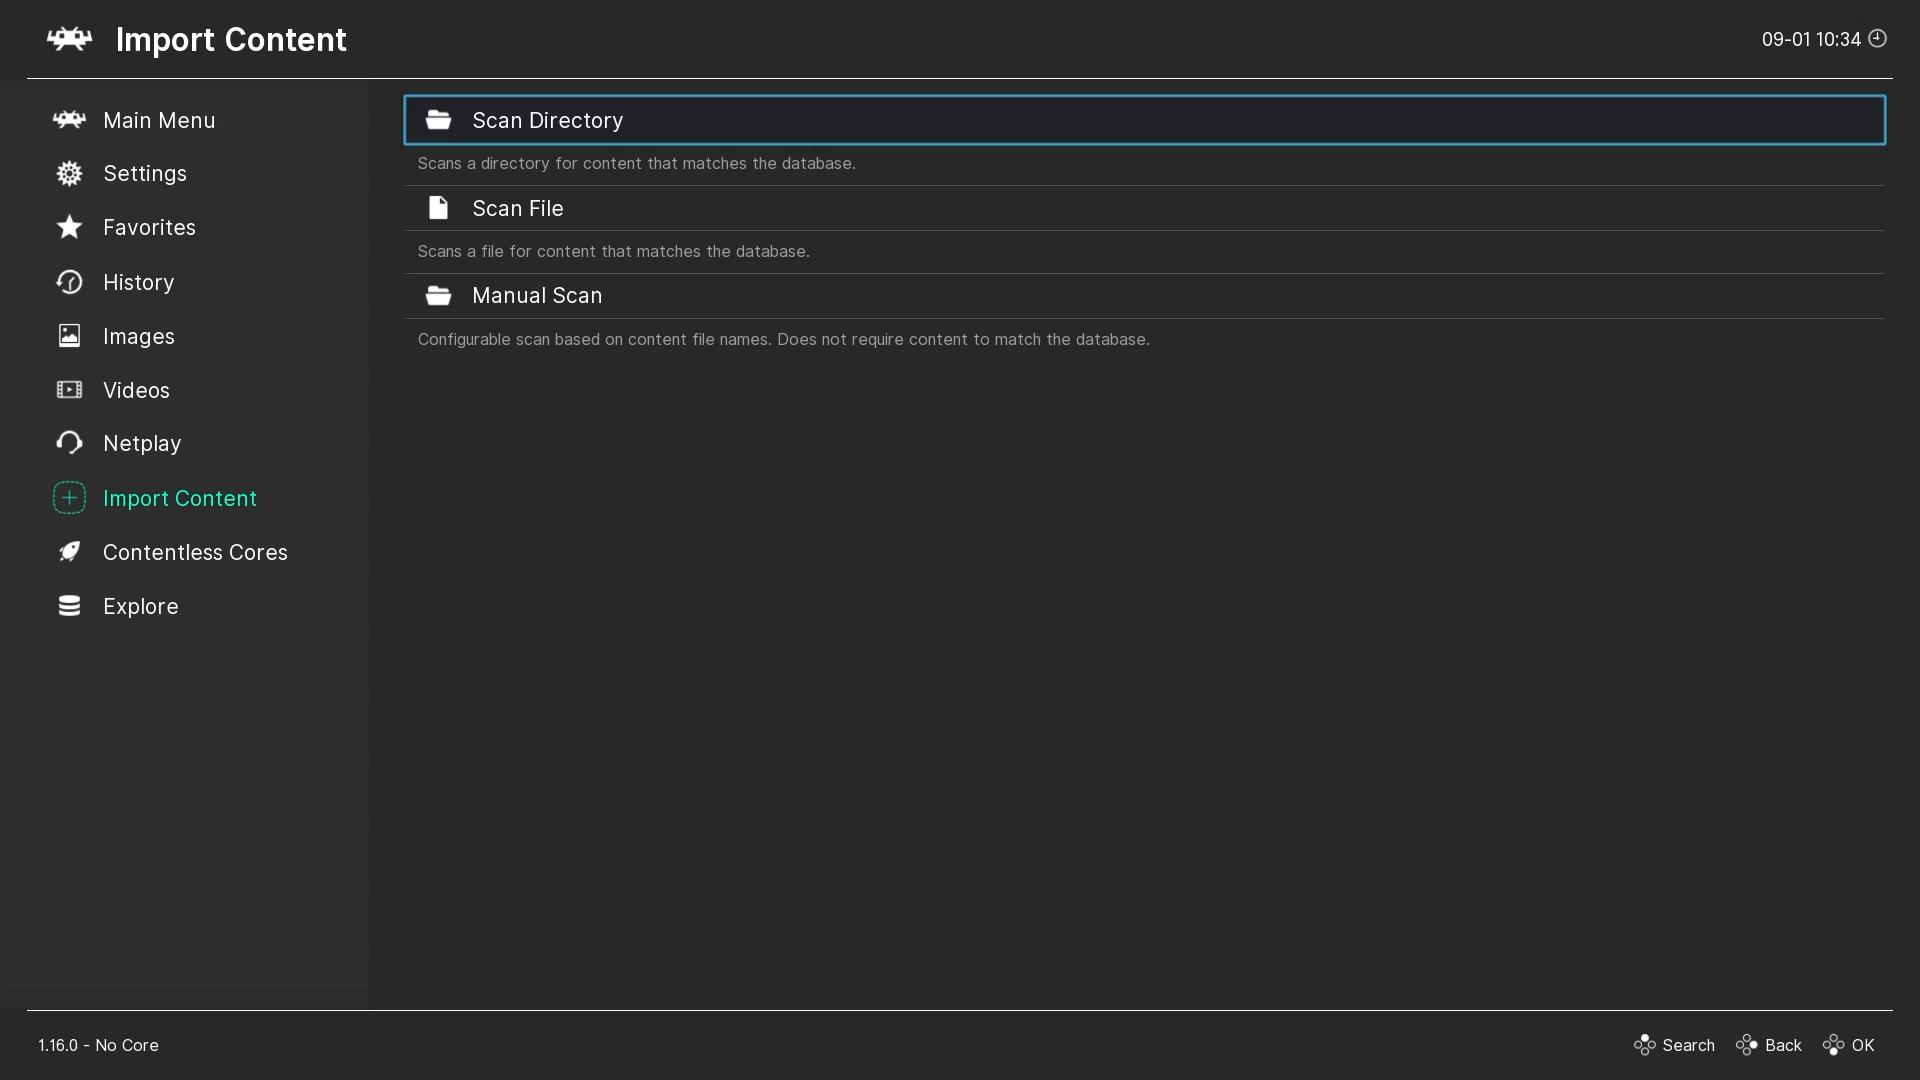 Import Content
09-01 10:34
Main Menu
Settings
Favorites
History
Images
Videos
Netplay
Import Content
Contentless Cores
Explore
Scan Directory
Scans a directory for content that matches the database.
Scan File
Scans a file for content that matches the database.
Manual Scan
Configurable scan based on content file names. Does not require content to match the database.
1.16.0 - No Core
Search Back OK